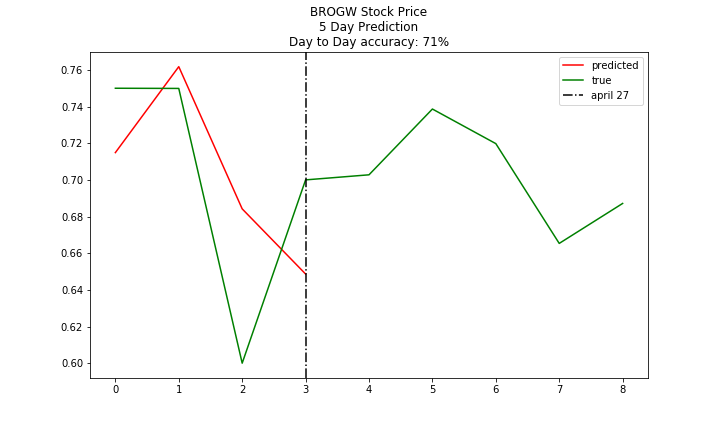 BROGW Stock Price
5 Day Prediction
Day to Day accuracy: 71%
predicted
true
april 27
0.76
0.74
0.72
0.70
0.68
0.66
0.64
0.62
0.60
0 1 2 3 4 5 6 7 8